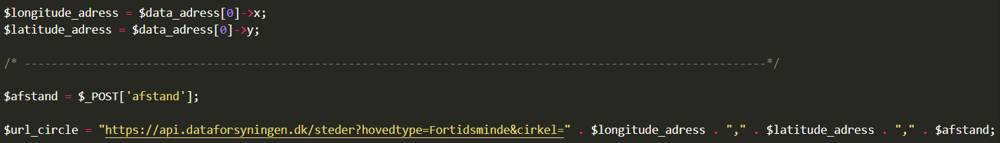 $longitude_adress = $data_adress[0]->x;
$latitude_adress = $data_adress[0]->y;
/* --------------------------------------------------------------------------------------------------------------*/
$afstand = $_POST['afstand'];
$url_circle = "https://api.dataforsyningen.dk/steder?hovedtype=Fortidsminde&cirkel=" . $longitude_adress . "," . $latitude_adress . "," . $afstand;